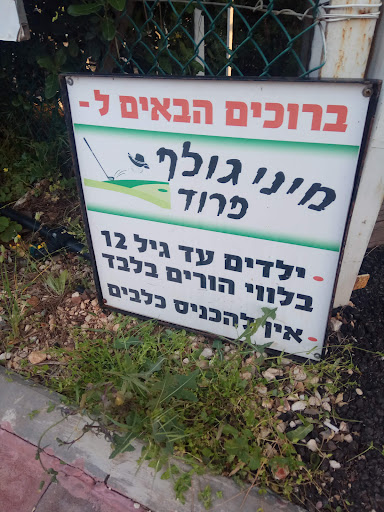 ברוכים הבאים ל-
מיני גולף
פרוד
• ילדים עד גיל 12
בלווי הורים בלבד
• אין להכניס כלבים